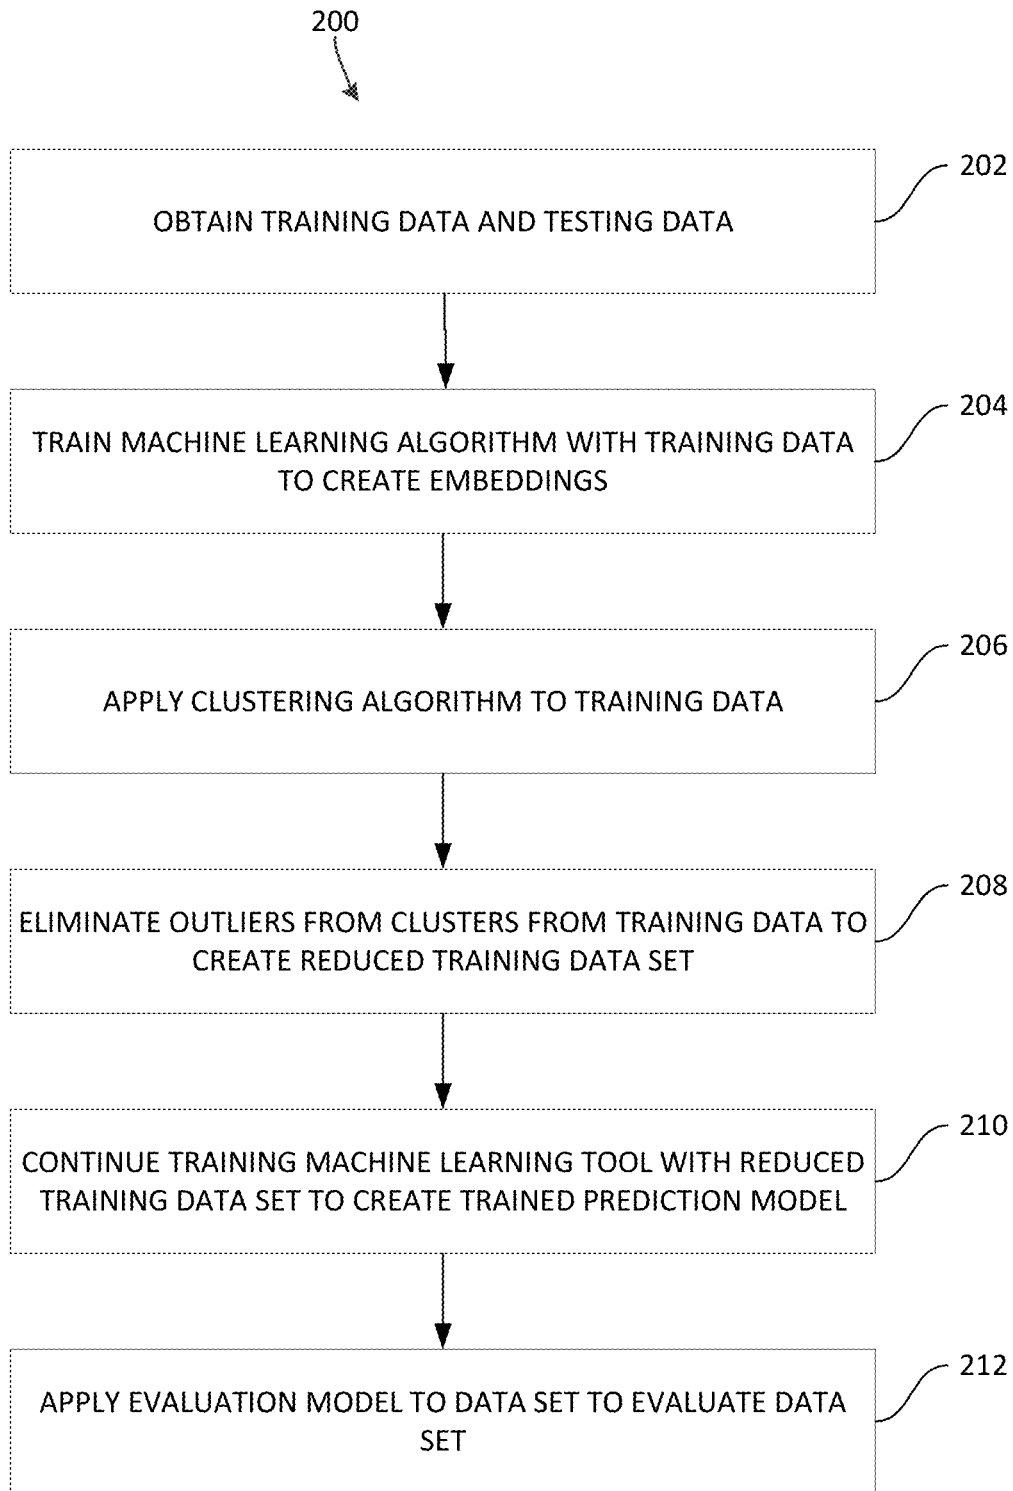 200
202
OBTAIN TRAINING DATA AND TESTING DATA
204
TRAIN MACHINE LEARNING ALGORITHM WITH TRAINING DATA
TO CREATE EMBEDDINGS
206
APPLY CLUSTERING ALGORITHM TO TRAINING DATA
208
ELIMINATE OUTLIERS FROM CLUSTERS FROM TRAINING DATA TO
CREATE REDUCED TRAINING DATA SET
210
CONTINUE TRAINING MACHINE LEARNING TOOL WITH REDUCED
TRAINING DATA SET TO CREATE TRAINED PREDICTION MODEL
212
APPLY EVALUATION MODEL TO DATA SET TO EVALUATE DATA
SET